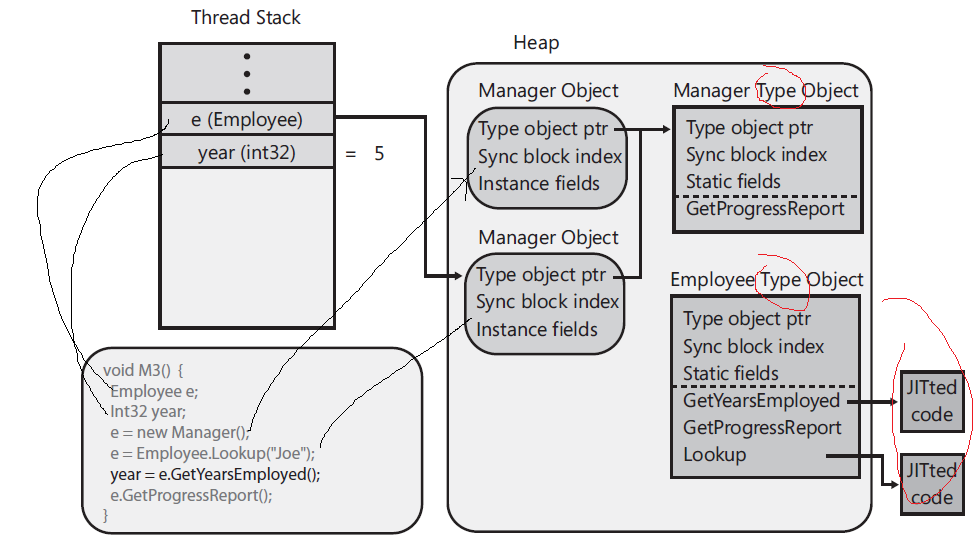 Thread Stack
e (Employee)
year (int32)
= 5
Heap
Manager Object
Type object ptr
Sync block index
Instance fields
Manager Object
Type object ptr
Sync block index
Instance fields
Manager Type Object
Type object ptr
Sync block index
Static fields
GetProgressReport
Employee Type Object
Type object ptr
Sync block index
Static fields
GetYearsEmployed
GetProgressReport
Lookup
JITted
code
JITted
code
void M3() {
Employee e;
Int32 year;
e = new Manager();
e = Employee.Lookup("Joe");
year = e.GetYearsEmployed();
e.GetProgressReport();
}